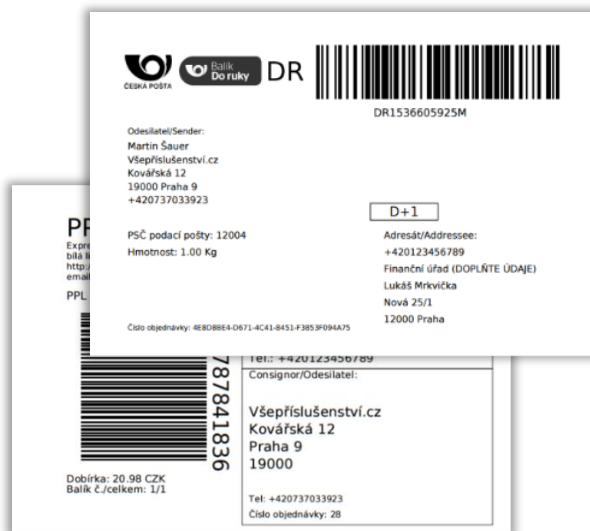 ČESKÁ POŠTA
Balík
Do ruky
DR
DR1536605925M
Odesilatel/Sender:
Martin Šauer
Všepříslušenství.cz
Kovářská 12
19000 Praha 9
+420737033923
PSČ podací pošty: 12004
Hmotnost: 1.00 Kg
D+1
Adresát/Addressee:
+420123456789
Finanční úřad (DOPLŇTE ÚDAJE)
Lukáš Mrkvička
Nová 25/1
12000 Praha
Číslo objednávky: 4E8D8BE4-D671-4C41-8451-F3853F094A75
bílá
http:/
email
PPL
787841836
Dobírka: 20.98 CZK
Balík č./celkem: 1/1
Tel.: +420123456789
Consignor/Odesilatel:
Všepříslušenství.cz
Kovářská 12
Praha 9
19000
Tel: +420737033923
Číslo objednávky: 28